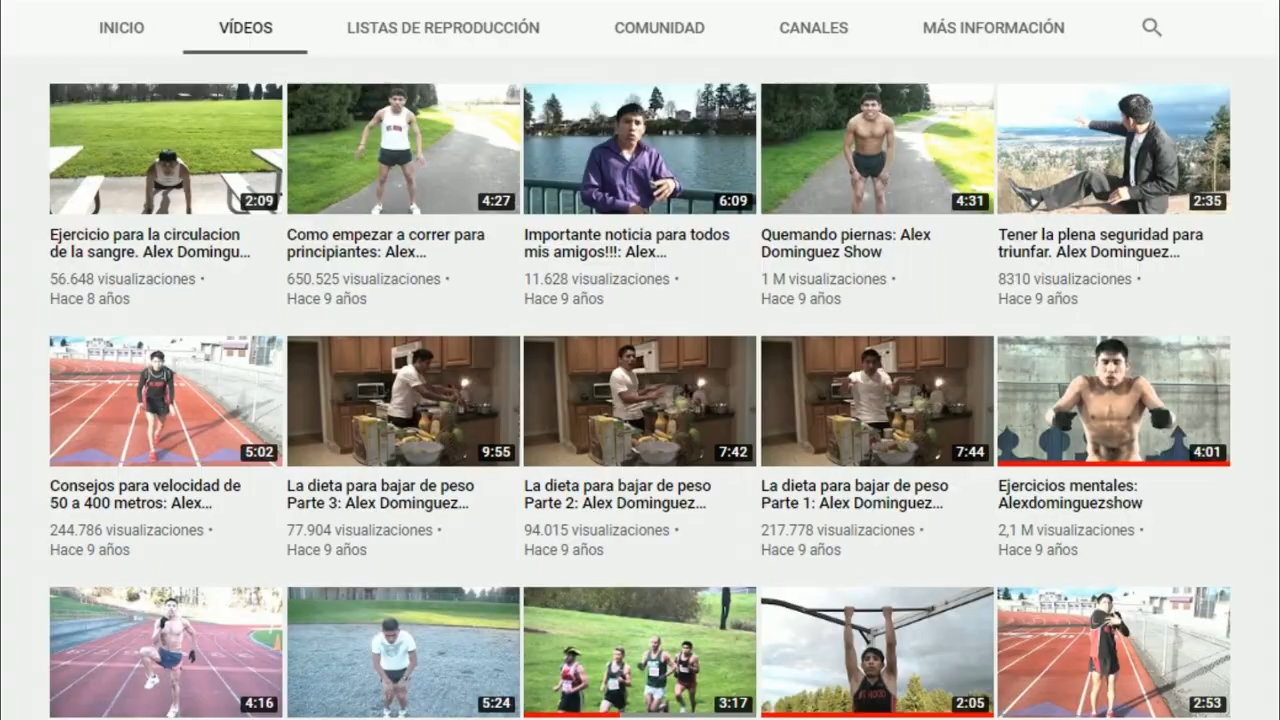 INICIO VÍDEOS LISTAS DE REPRODUCCIÓN COMUNIDAD CANALES MÁS INFORMACIÓN
2:09 4:27 6:09 4:31 2:35
Ejercicio para la circulacion
de la sangre. Alex Domingu...
56.648 visualizaciones •
Hace 8 años
Como empezar a correr para
principiantes: Alex...
650.525 visualizaciones •
Hace 9 años
Importante noticia para todos
mis amigos!!!: Alex...
11.628 visualizaciones •
Hace 9 años
Quemando piernas: Alex
Dominguez Show
1 M visualizaciones •
Hace 9 años
Tener la plena seguridad para
triunfar. Alex Dominguez...
8310 visualizaciones •
Hace 9 años
5:02 9:55 7:42 7:44 4:01
Consejos para velocidad de
50 a 400 metros: Alex...
244.786 visualizaciones •
Hace 9 años
La dieta para bajar de peso
Parte 3: Alex Dominguez...
77.904 visualizaciones •
Hace 9 años
La dieta para bajar de peso
Parte 2: Alex Dominguez...
94.015 visualizaciones •
Hace 9 años
La dieta para bajar de peso
Parte 1: Alex Dominguez...
217.778 visualizaciones •
Hace 9 años
Ejercicios mentales:
Alexdominguezshow
2,1 M visualizaciones •
Hace 9 años
MT HOOD
4:16 5:24 3:17 2:05 2:53